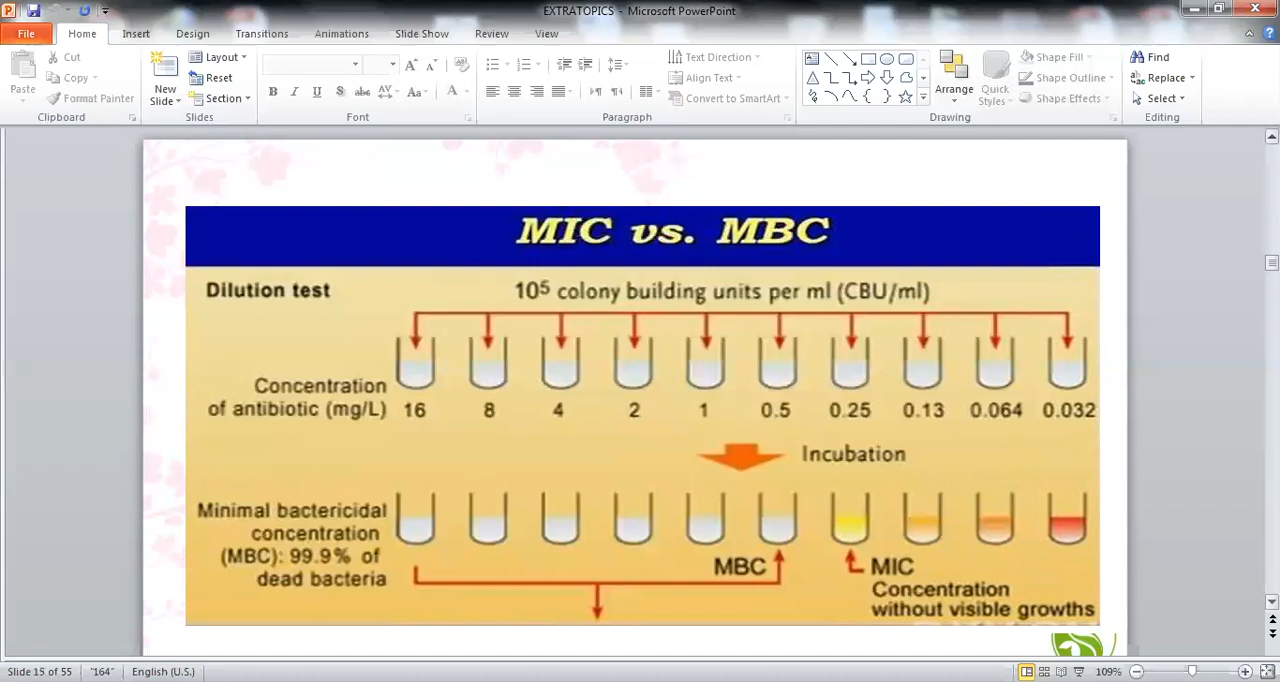 EXTRATOPICS - Microsoft PowerPoint
File Home Insert Design Transitions Animations Slide Show Review View
Paste
Cut
Copy
Format Painter
Clipboard
New
Slide
Layout
Reset
Section
Slides
B I U S abc AV Aa A
Font
Text Direction
Align Text
Convert to SmartArt
Paragraph
Arrange
Quick
Styles
Shape Fill
Shape Outline
Shape Effects
Drawing
Find
Replace
Select
Editing
MIC vs. MBC
Dilution test
10⁵ colony building units per ml (CBU/ml)
Concentration
of antibiotic (mg/L) 16 8 4 2 1 0.5 0.25 0.13 0.064 0.032
Incubation
Minimal bactericidal
concentration
(MBC): 99.9% of
dead bacteria
MBC
MIC
Concentration
without visible growths
Slide 15 of 55 "164" English (U.S.) 109%